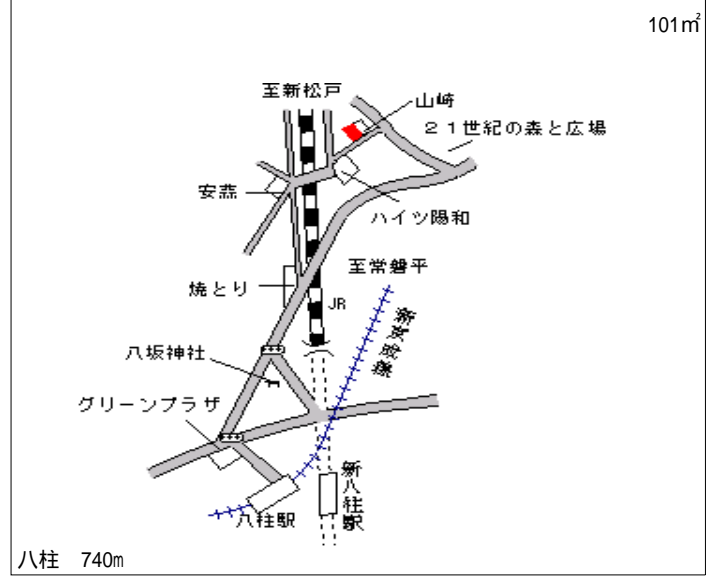 101㎡
至新松戸
山崎
21世紀の森と広場
安燕
ハイツ陽和
至常磐平
焼とり
JR
新京成線
八坂神社
グリーンプラザ
新八柱駅
八柱駅
八柱 740m